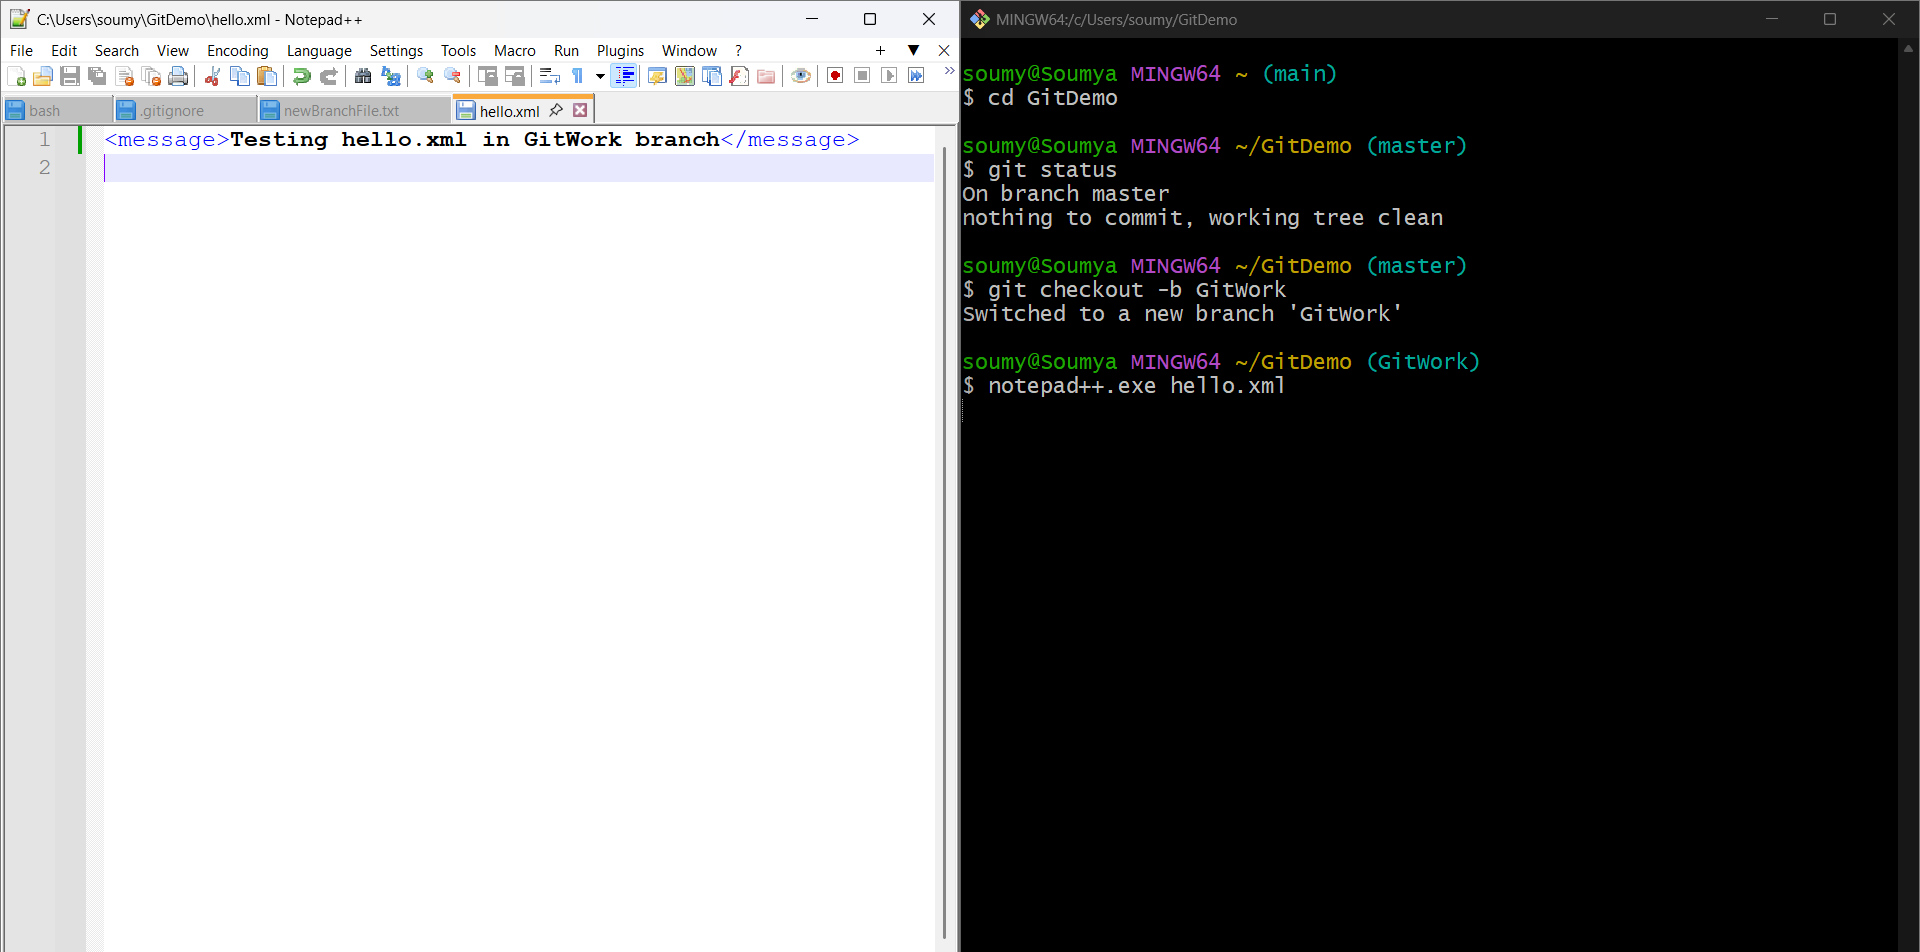 C:\Users\soumy\GitDemo\hello.xml - Notepad++
File Edit Search View Encoding Language Settings Tools Macro Run Plugins Window ? + ▼ X
bash .gitignore newBranchFile.txt hello.xml
1 <message>Testing hello.xml in GitWork branch</message>
2
MINGW64:/c/Users/soumy/GitDemo
soumy@Soumya MINGW64 ~ (main)
$ cd GitDemo
soumy@Soumya MINGW64 ~/GitDemo (master)
$ git status
On branch master
nothing to commit, working tree clean
soumy@Soumya MINGW64 ~/GitDemo (master)
$ git checkout -b GitWork
Switched to a new branch 'GitWork'
soumy@Soumya MINGW64 ~/GitDemo (GitWork)
$ notepad++.exe hello.xml